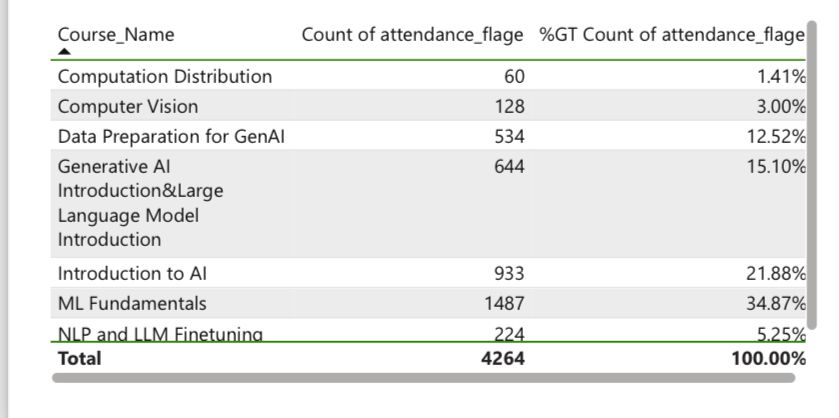 Course_Name Count of attendance_flage %GT Count of attendance_flage
Computation Distribution 60 1.41%
Computer Vision 128 3.00%
Data Preparation for GenAI 534 12.52%
Generative AI 644 15.10%
Introduction&Large
Language Model
Introduction
Introduction to AI 933 21.88%
ML Fundamentals 1487 34.87%
NLP and LLM Finetuning 224 5.25%
Total 4264 100.00%